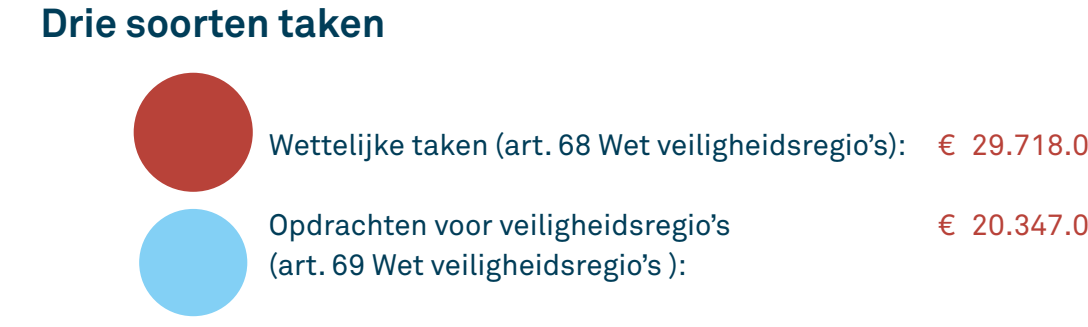 Drie soorten taken
Wettelijke taken (art. 68 Wet veiligheidsregio's): € 29.718.0
Opdrachten voor veiligheidsregio's € 20.347.0
(art. 69 Wet veiligheidsregio's ):